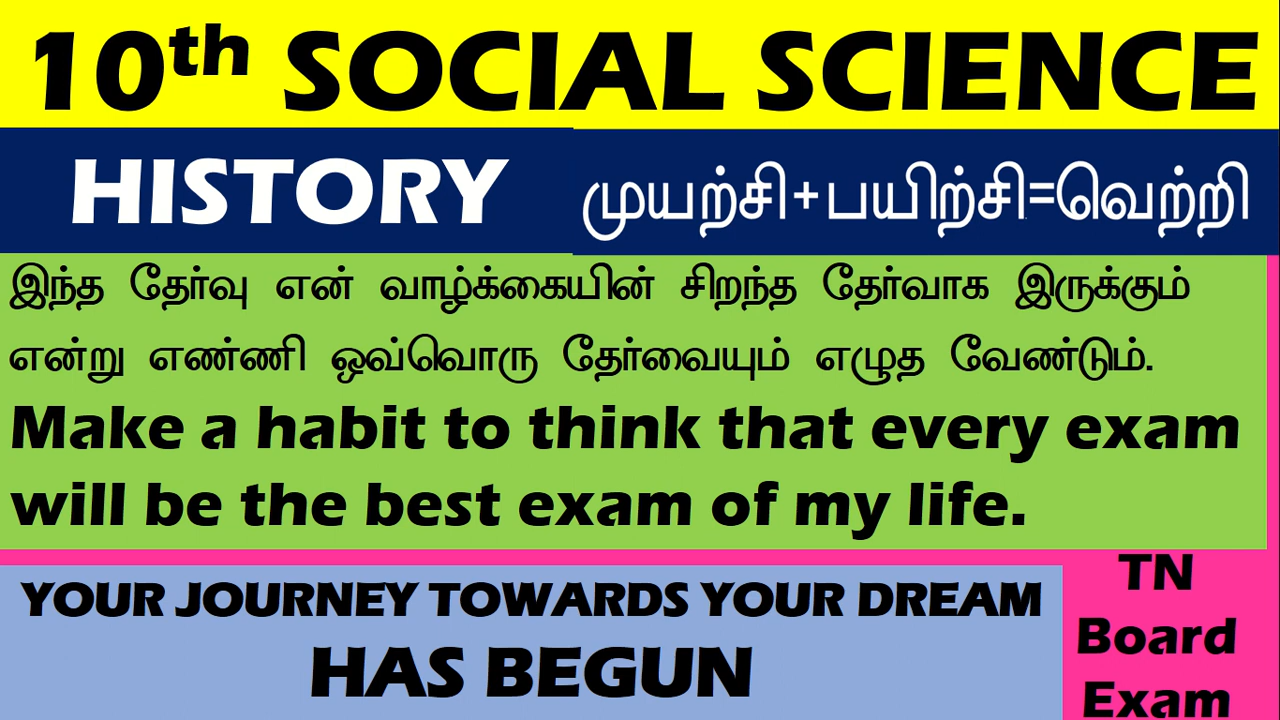 10th SOCIAL SCIENCE
HISTORY
முயற்சி+பயிற்சி=வெற்றி
இந்த தேர்வு என் வாழ்க்கையின் சிறந்த தேர்வாக இருக்கும்
என்று எண்ணி ஒவ்வொரு தேர்வையும் எழுத வேண்டும்.
Make a habit to think that every exam
will be the best exam of my life.
YOUR JOURNEY TOWARDS YOUR DREAM
HAS BEGUN
TN
Board
Exam